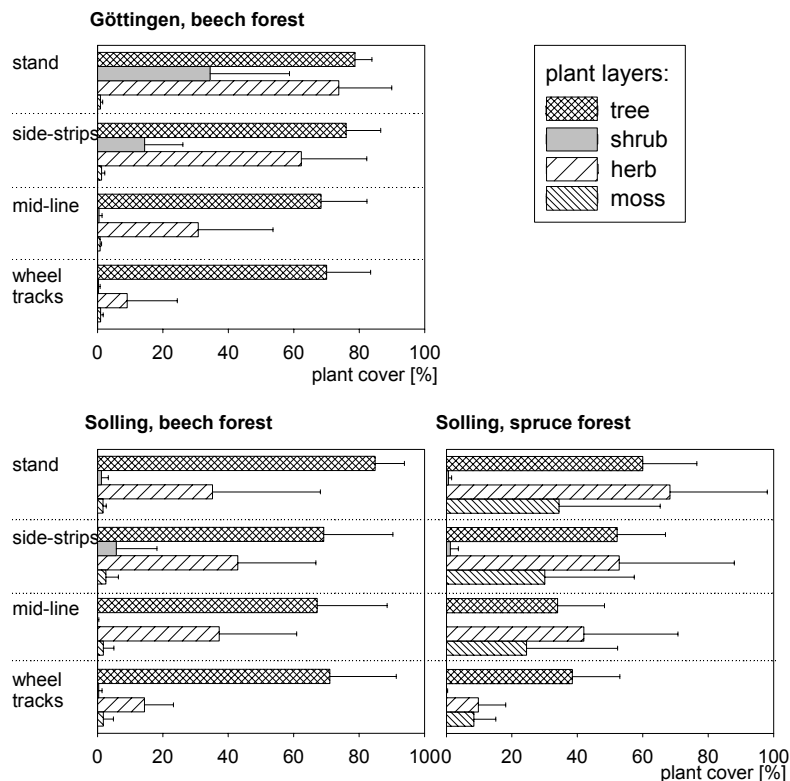 Göttingen, beech forest
stand
side-strips
mid-line
wheel
tracks
0 20 40 60 80 100
plant cover [%]
plant layers:
tree
shrub
herb
moss
Solling, beech forest
stand
side-strips
mid-line
wheel
tracks
0 20 40 60 80 100
Solling, spruce forest
0 20 40 60 80 100
plant cover [%]